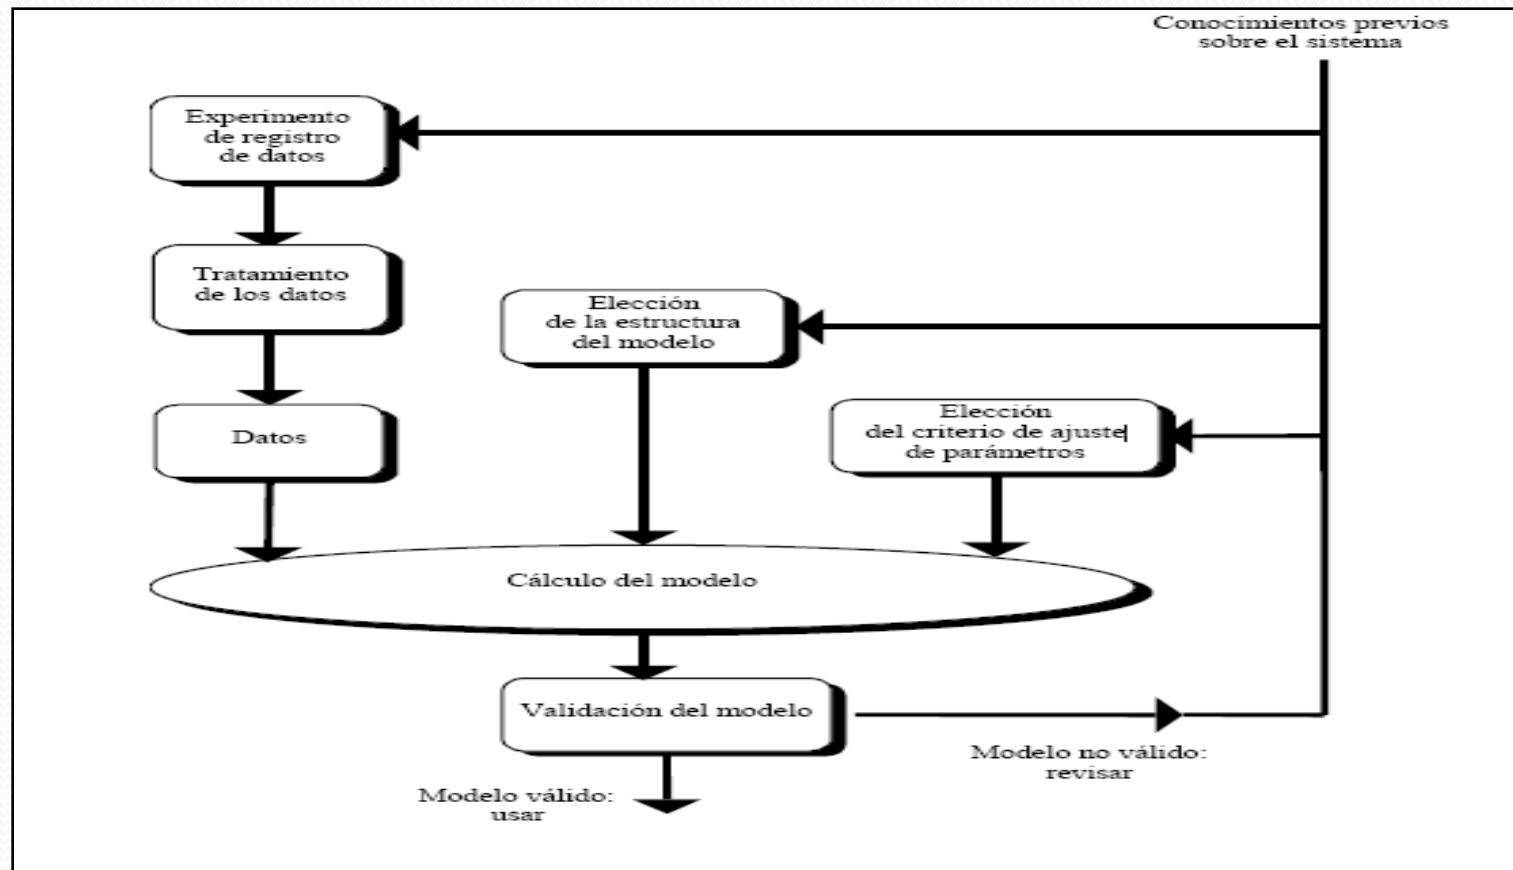 Conocimientos previos
sobre el sistema
Experimento
de registro
de datos
Tratamiento
de los datos
Elección
de la estructura
del modelo
Elección
del criterio de ajuste
de parámetros
Datos
Cálculo del modelo
Validación del modelo
Modelo no válido:
revisar
Modelo válido:
usar